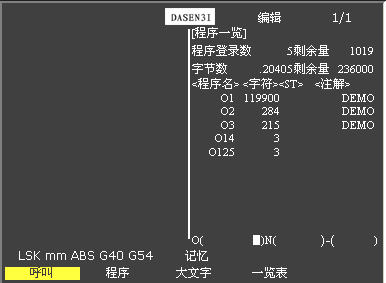 DASEN3I 编辑 1/1
[程序一览]
程序登录数 5剩余量 1019
字节数 .20405剩余量 236000
<程序名> <字符><ST> <注解>
O1 119900 DEMO
O2 284 DEMO
O3 215 DEMO
O14 3
O125 3
O( )N( )-( )
LSK mm ABS G40 G54 记忆
呼叫 程序 大文字 一览表